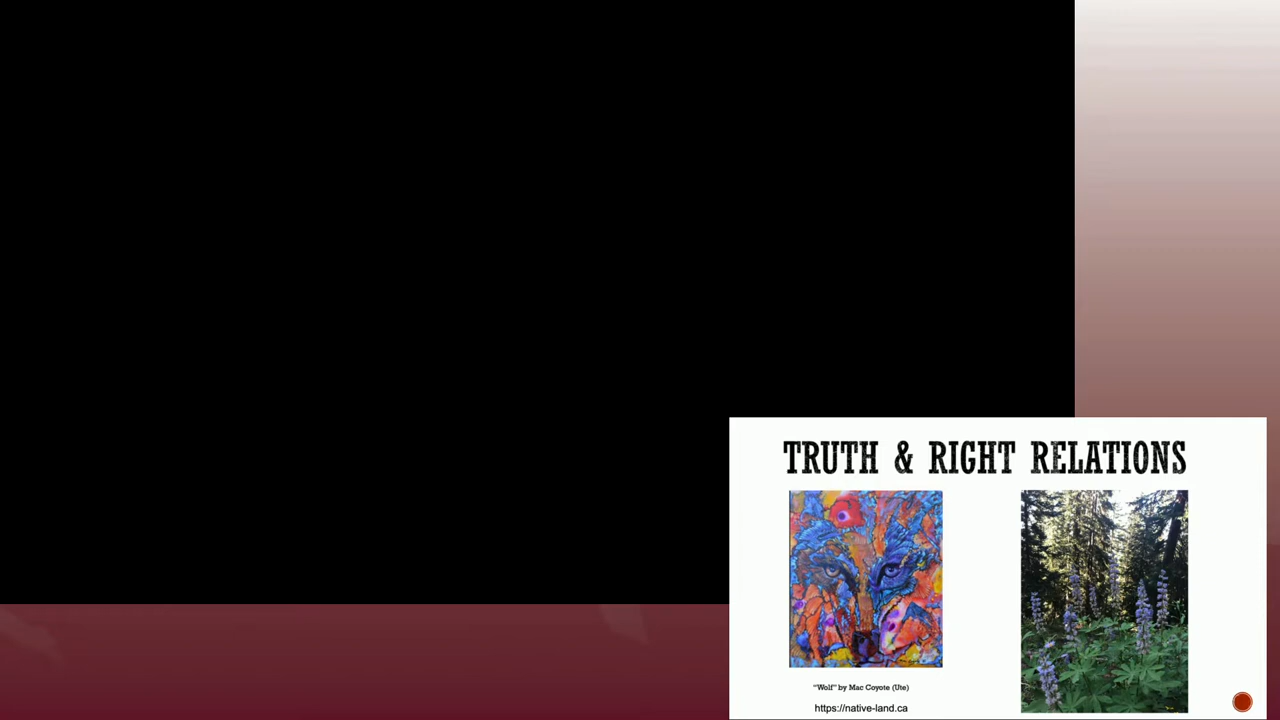 TRUTH & RIGHT RELATIONS
"Wolf" by Mac Coyote (Ute)
https://native-land.ca